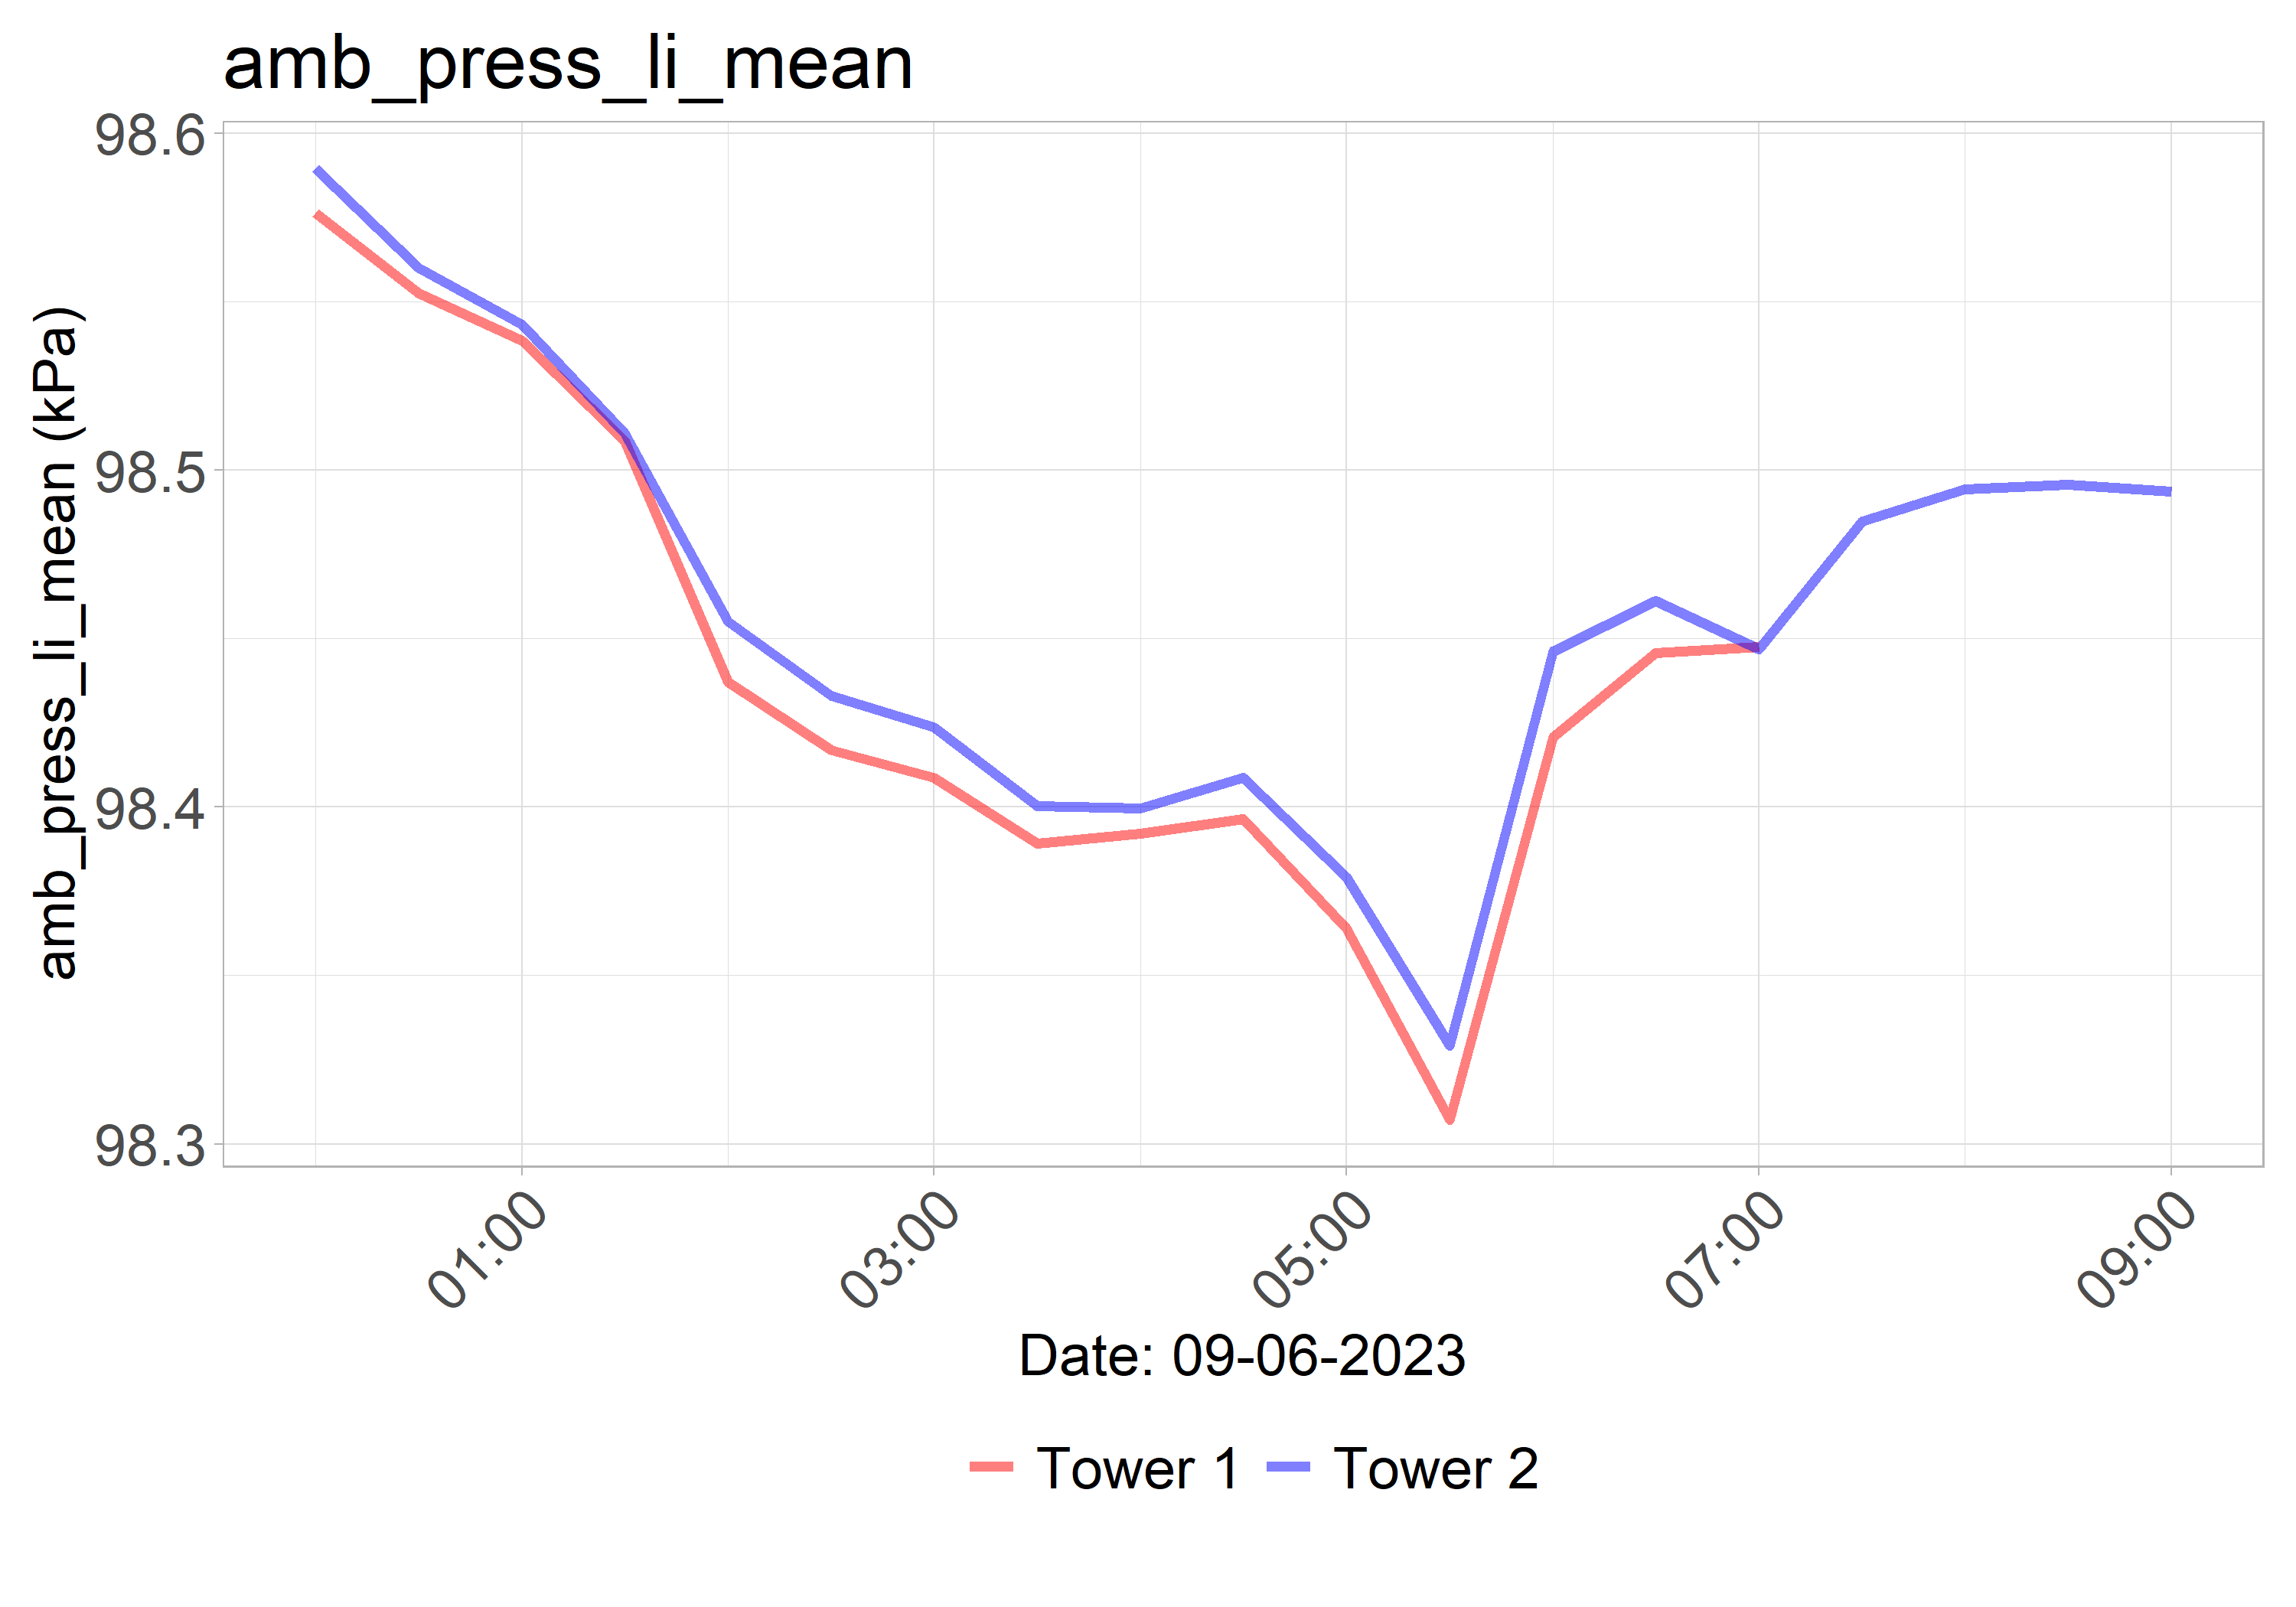 amb_press_li_mean
amb_press_li_mean (kPa)
98.6
98.5
98.4
98.3
01:00
03:00
05:00
07:00
09:00
Date: 09-06-2023
Tower 1
Tower 2